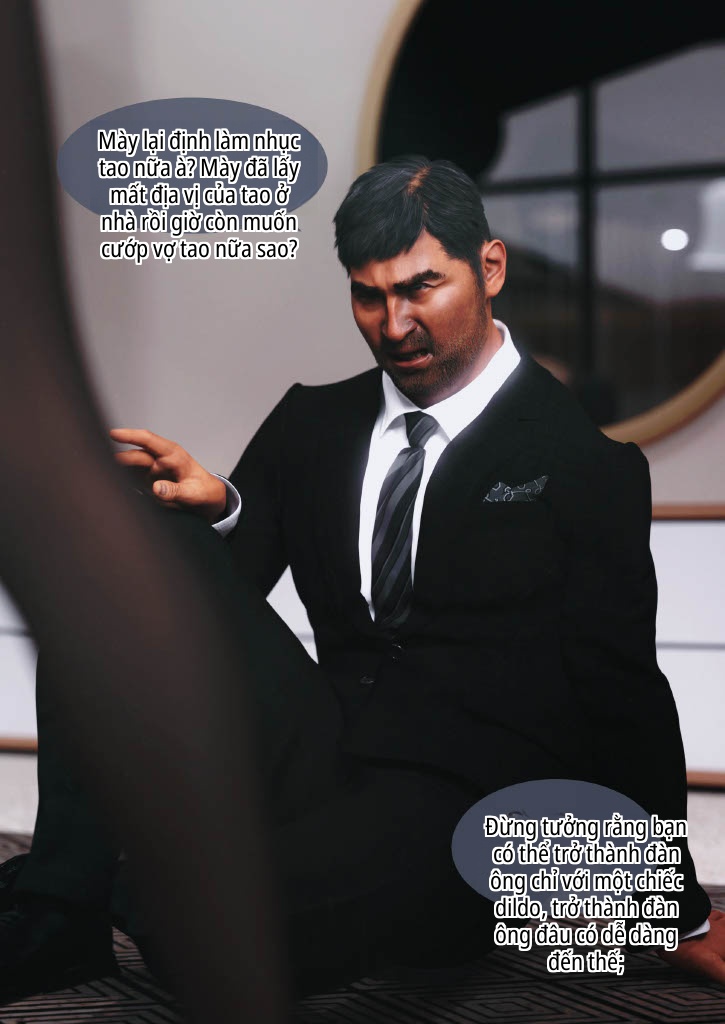 Mày lại định làm nhục
tao nữa à? Mày đã lấy
mất địa vị của tao ở
nhà rồi giờ còn muốn
cướp vợ tao nữa sao?
Đừng tưởng rằng bạn
có thể trở thành đàn
ông chỉ với một chiếc
dildo, trở thành đàn
ông đâu có dễ dàng
đến thế;